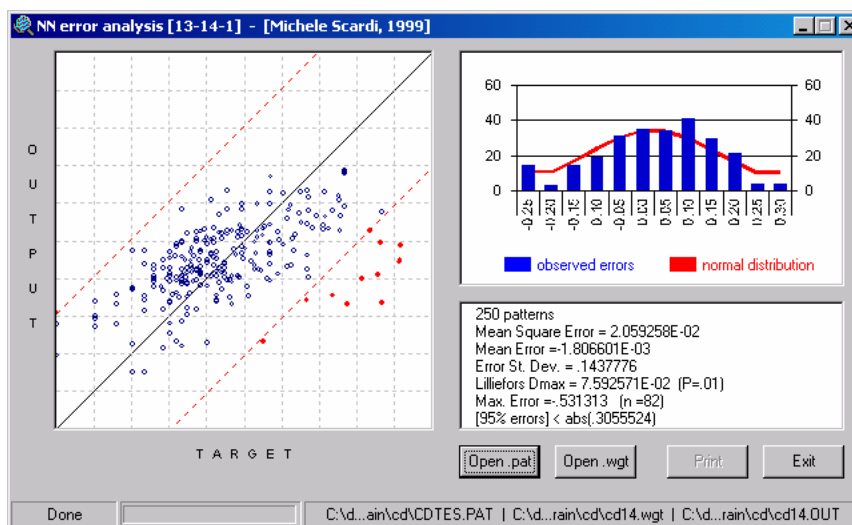 NN error analysis [13-14-1] - [Michele Scardi, 1999]
OUTPUT
TARGET
60
40
20
0
60
40
20
0
-0.25
-0.20
-0.15
-0.10
-0.05
0.00
0.05
0.10
0.15
0.20
0.25
0.30
observed errors
normal distribution
250 patterns
Mean Square Error = 2.059258E-02
Mean Error =-1.806601E-03
Error St. Dev. = .1437776
Lilliefors Dmax = 7.592571E-02 (P=.01)
Max. Error =-.531313 (n =82)
[95% errors] < abs(.3055524)
Open .pat
Open .wgt
Print
Exit
Done
C:\d...ain\cd\CDTES.PAT | C:\d...rain\cd\cd14.wgt | C:\d...rain\cd\cd14.OUT